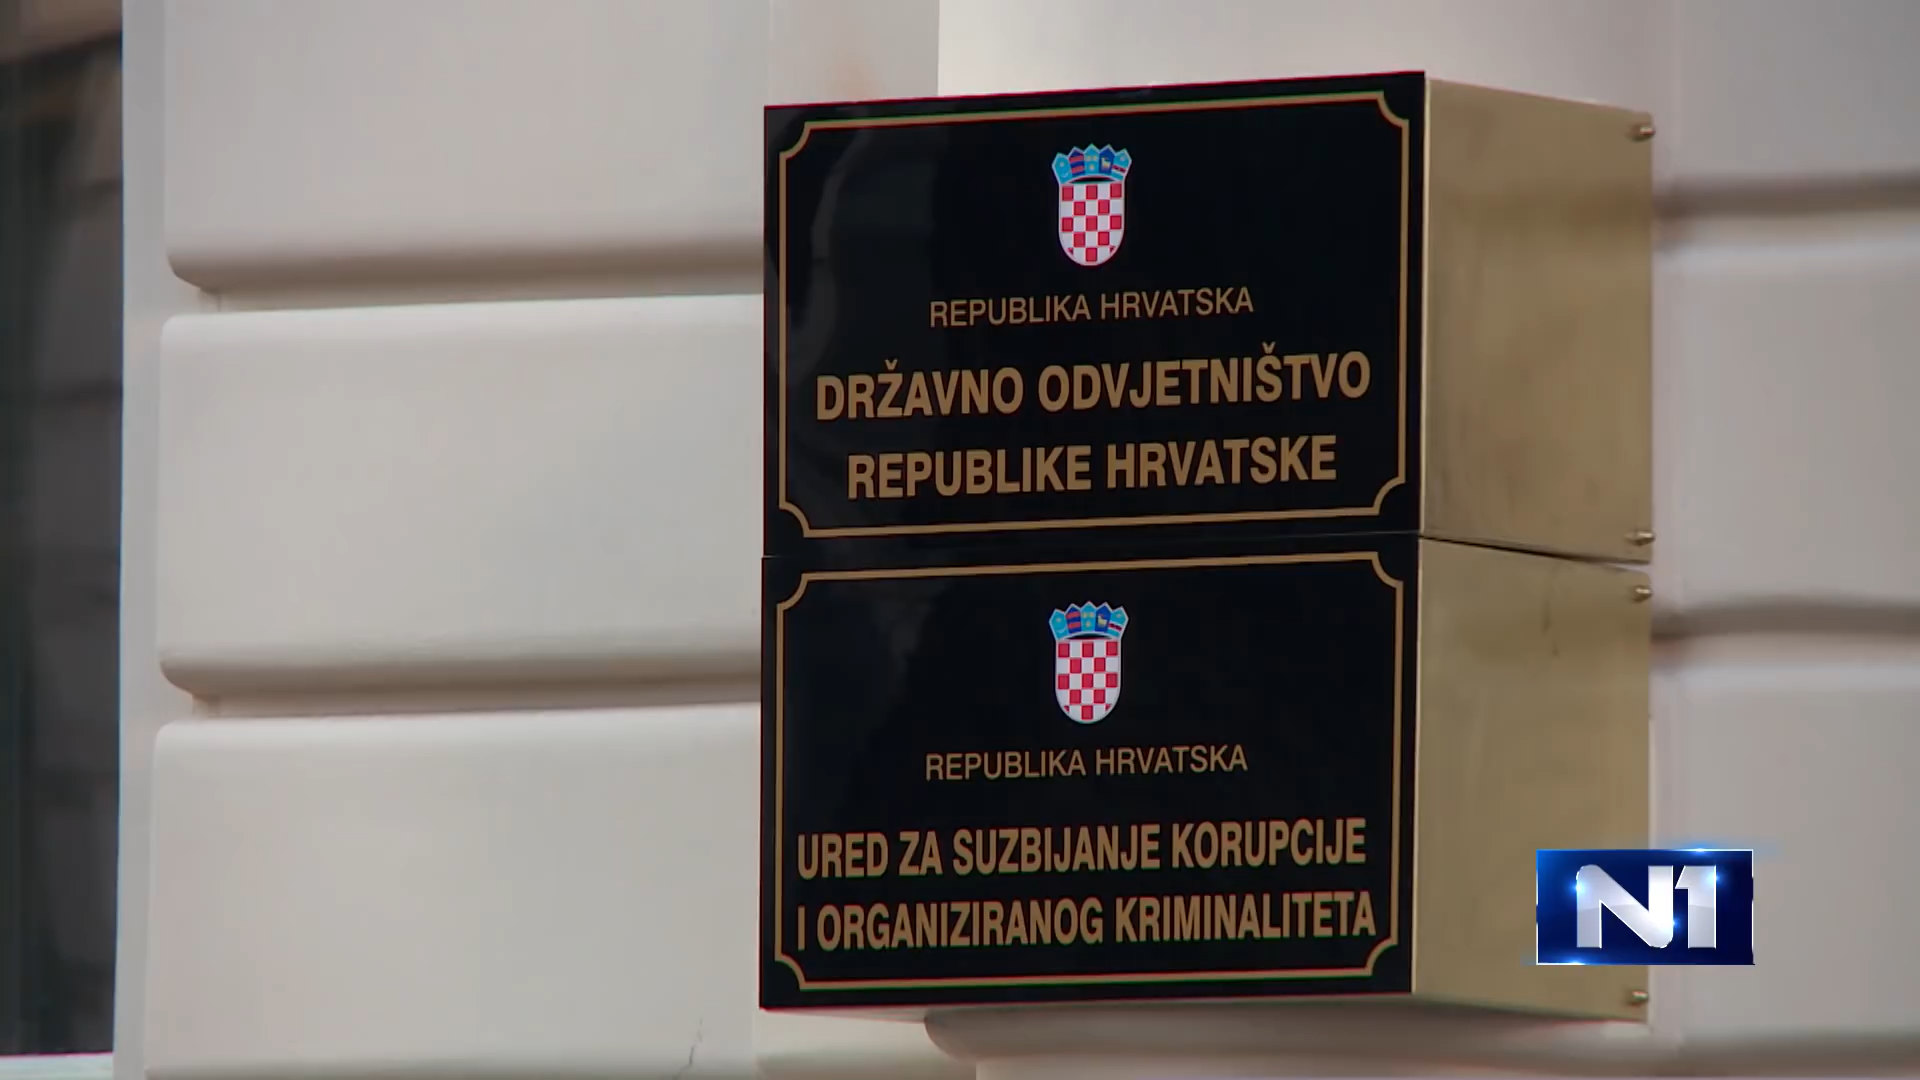 REPUBLIKA HRVATSKA
DRŽAVNO ODVJETNIŠTVO
REPUBLIKE HRVATSKE
REPUBLIKA HRVATSKA
URED ZA SUZBIJANJE KORUPCIJE
I ORGANIZIRANOG KRIMINALITETA
N1